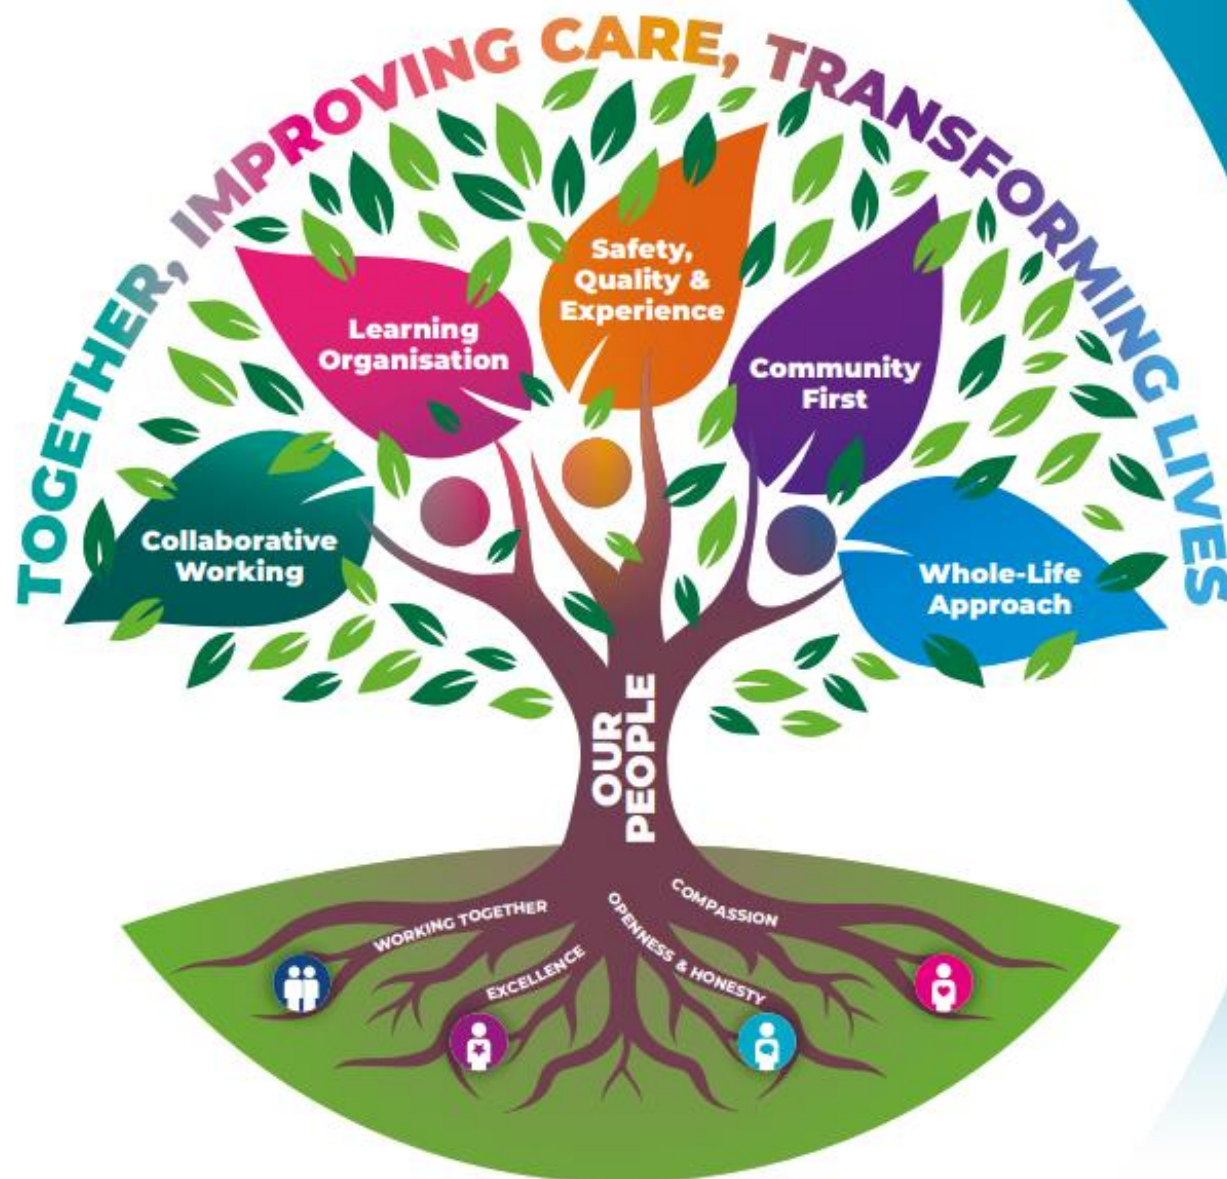 TOGETHER, IMPROVING CARE, TRANSFORMING LIVES
Safety,
Quality &
Experience
Learning
Organisation
Community
First
Collaborative
Working
Whole-Life
Approach
OUR
PEOPLE
WORKING TOGETHER
EXCELLENCE
OPENNESS & HONESTY
COMPASSION